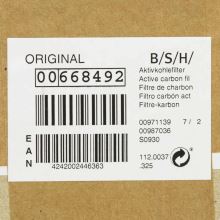 ORIGINAL
B/S/H/
00668492
Aktivkohlefilter
Active carbon fil
Filtre de charbon
Filtro carbón act
Filtre-karbon
00971139 7 / 2
00987036
S0930
EAN
4242002446363
112.0037
.325